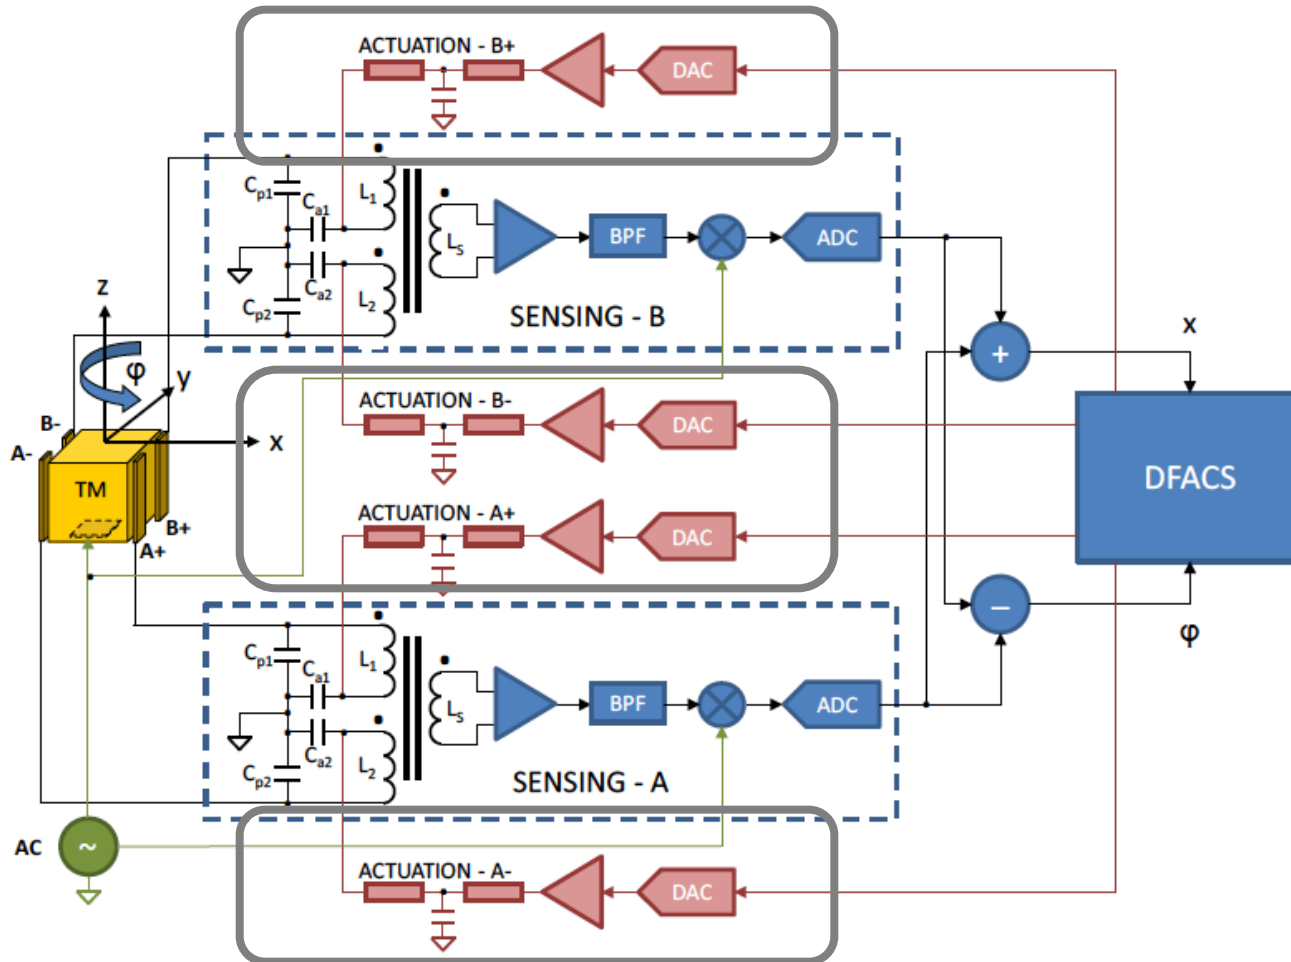 ACTUATION - B+
DAC
Cp1
Ca1
L1
Ls
BPF
ADC
Ca2
L2
Cp2
SENSING - B
z
φ
y
x
B-
A-
TM
B+
A+
ACTUATION - B-
DAC
ACTUATION - A+
DAC
+
x
DFACS
–
φ
Cp1
Ca1
L1
Ls
BPF
ADC
Ca2
L2
Cp2
SENSING - A
AC
~
ACTUATION - A-
DAC